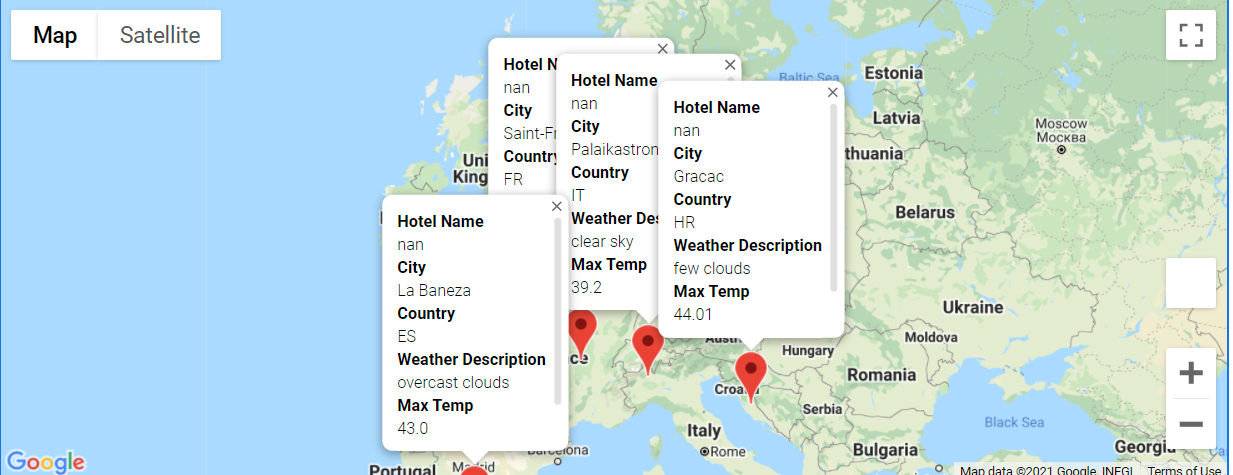 Map
Satellite
Hotel N
nan
City
Saint-Fr
Country
FR
Hotel Name
nan
City
Palaikastron
Country
IT
Weather Des
clear sky
Max Temp
39.2
Hotel Name
nan
City
Gracac
Country
HR
Weather Description
few clouds
Max Temp
44.01
Hotel Name
nan
City
La Baneza
Country
ES
Weather Description
overcast clouds
Max Temp
43.0
Baltic Sea
Estonia
Latvia
Moscow
Москва
thuania
Uni
King
Belarus
Ukraine
Moldova
Hungary
Romania
Croat
Serbia
Italy
Rome
Black Sea
Bulgaria
Georgia
Portugal
Madrid
Barcelona
Google
Map data ©2021 Google, INEGI
Terms of Use